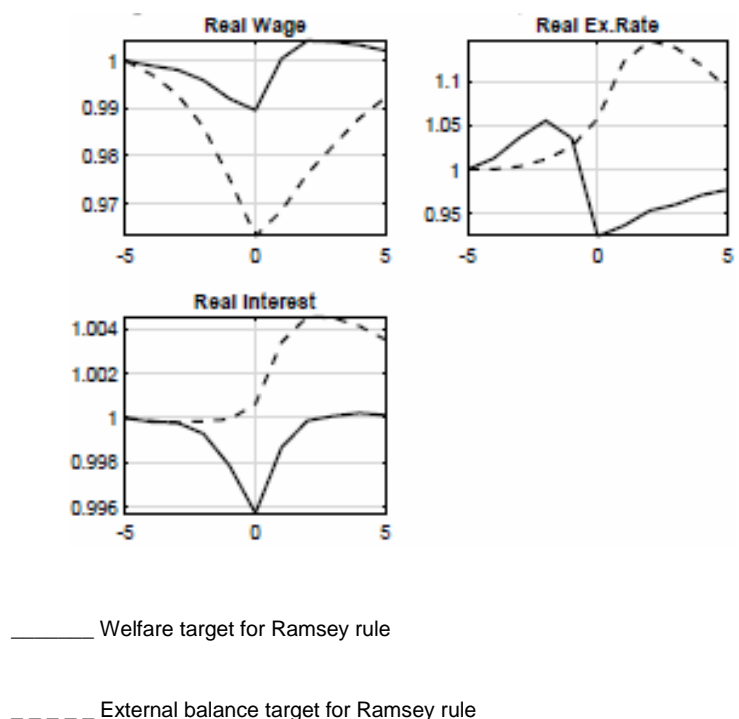 Real Wage
1
0.99
0.98
0.97
-5 0 5
Real Ex.Rate
1.1
1.05
1
0.95
-5 0 5
Real Interest
1.004
1.002
1
0.998
0.996
-5 0 5
_______ Welfare target for Ramsey rule
_ _ _ _ _ External balance target for Ramsey rule